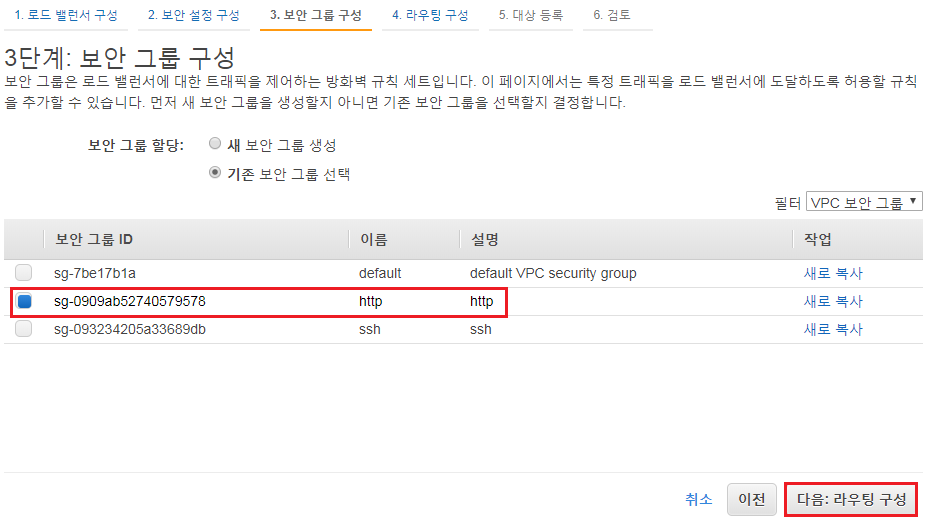 1. 로드 밸런서 구성 2. 보안 설정 구성 3. 보안 그룹 구성 4. 라우팅 구성 5. 대상 등록 6. 검토
3단계: 보안 그룹 구성
보안 그룹은 로드 밸런서에 대한 트래픽을 제어하는 방화벽 규칙 세트입니다. 이 페이지에서는 특정 트래픽을 로드 밸런서에 도달하도록 허용할 규칙
을 추가할 수 있습니다. 먼저 새 보안 그룹을 생성할지 아니면 기존 보안 그룹을 선택할지 결정합니다.
보안 그룹 할당: 새 보안 그룹 생성
기존 보안 그룹 선택
필터 VPC 보안 그룹
보안 그룹 ID 이름 설명 작업
sg-7be17b1a default default VPC security group 새로 복사
sg-0909ab52740579578 http http 새로 복사
sg-093234205a33689db ssh ssh 새로 복사
취소 이전 다음: 라우팅 구성